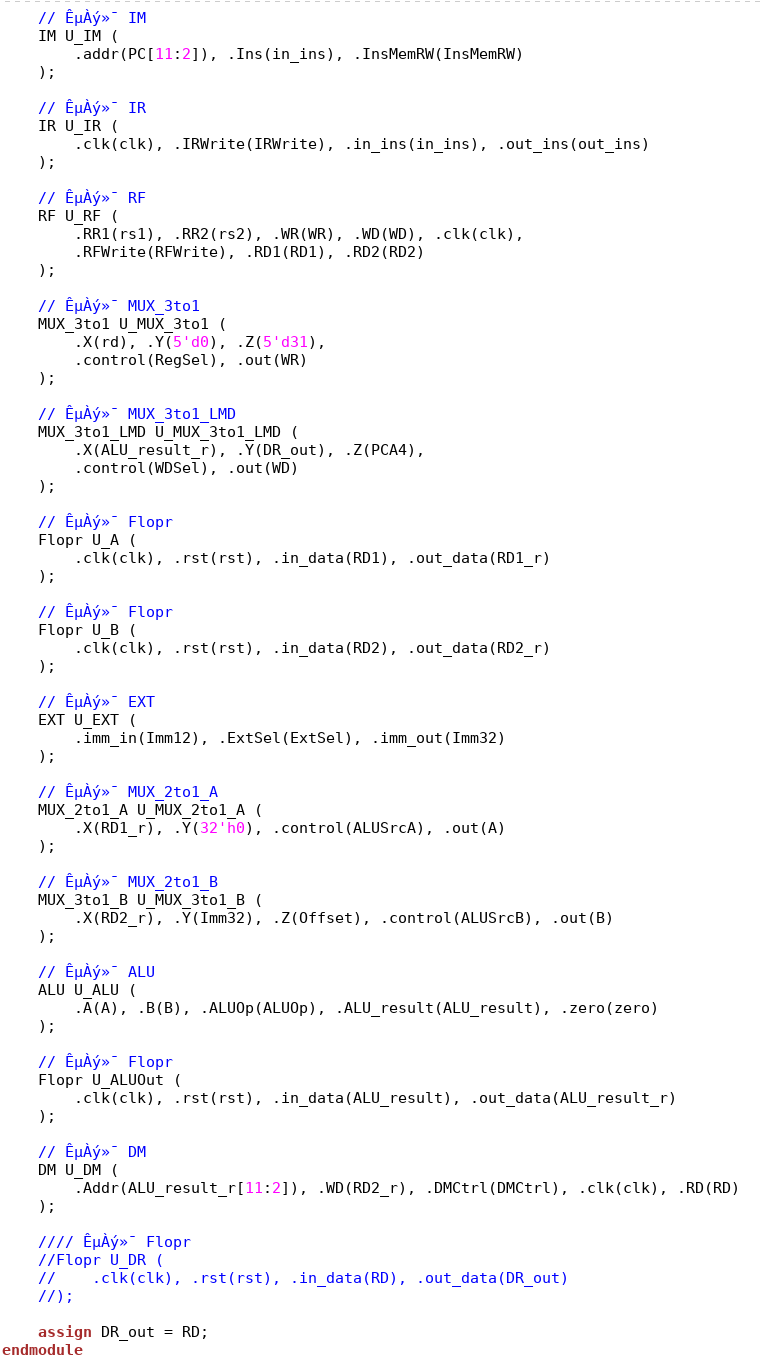 // ÊµÀý»¯ IM
IM U_IM (
.addr(PC[11:2]), .Ins(in_ins), .InsMemRW(InsMemRW)
);
// ÊµÀý»¯ IR
IR U_IR (
.clk(clk), .IRWrite(IRWrite), .in_ins(in_ins), .out_ins(out_ins)
);
// ÊµÀý»¯ RF
RF U_RF (
.RR1(rs1), .RR2(rs2), .WR(WR), .WD(WD), .clk(clk),
.RFWrite(RFWrite), .RD1(RD1), .RD2(RD2)
);
// ÊµÀý»¯ MUX_3to1
MUX_3to1 U_MUX_3to1 (
.X(rd), .Y(5'd0), .Z(5'd31),
.control(RegSel), .out(WR)
);
// ÊµÀý»¯ MUX_3to1_LMD
MUX_3to1_LMD U_MUX_3to1_LMD (
.X(ALU_result_r), .Y(DR_out), .Z(PCA4),
.control(WDSel), .out(WD)
);
// ÊµÀý»¯ Flopr
Flopr U_A (
.clk(clk), .rst(rst), .in_data(RD1), .out_data(RD1_r)
);
// ÊµÀý»¯ Flopr
Flopr U_B (
.clk(clk), .rst(rst), .in_data(RD2), .out_data(RD2_r)
);
// ÊµÀý»¯ EXT
EXT U_EXT (
.imm_in(Imm12), .ExtSel(ExtSel), .imm_out(Imm32)
);
// ÊµÀý»¯ MUX_2to1_A
MUX_2to1_A U_MUX_2to1_A (
.X(RD1_r), .Y(32'h0), .control(ALUSrcA), .out(A)
);
// ÊµÀý»¯ MUX_2to1_B
MUX_3to1_B U_MUX_3to1_B (
.X(RD2_r), .Y(Imm32), .Z(Offset), .control(ALUSrcB), .out(B)
);
// ÊµÀý»¯ ALU
ALU U_ALU (
.A(A), .B(B), .ALUOp(ALUOp), .ALU_result(ALU_result), .zero(zero)
);
// ÊµÀý»¯ Flopr
Flopr U_ALUOut (
.clk(clk), .rst(rst), .in_data(ALU_result), .out_data(ALU_result_r)
);
// ÊµÀý»¯ DM
DM U_DM (
.Addr(ALU_result_r[11:2]), .WD(RD2_r), .DMCtrl(DMCtrl), .clk(clk), .RD(RD)
);
//// ÊµÀý»¯ Flopr
//Flopr U_DR (
//    .clk(clk), .rst(rst), .in_data(RD), .out_data(DR_out)
//);
assign DR_out = RD;
endmodule